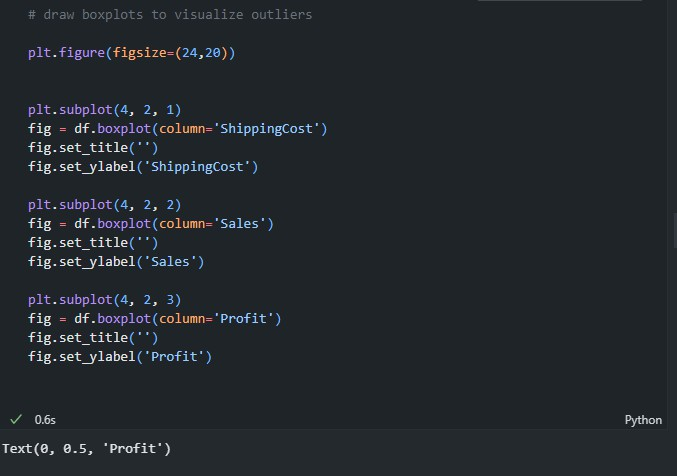 # draw boxplots to visualize outliers
plt.figure(figsize=(24,20))
plt.subplot(4, 2, 1)
fig = df.boxplot(column='ShippingCost')
fig.set_title('')
fig.set_ylabel('ShippingCost')
plt.subplot(4, 2, 2)
fig = df.boxplot(column='Sales')
fig.set_title('')
fig.set_ylabel('Sales')
plt.subplot(4, 2, 3)
fig = df.boxplot(column='Profit')
fig.set_title('')
fig.set_ylabel('Profit')
0.6s Python
Text(0, 0.5, 'Profit')